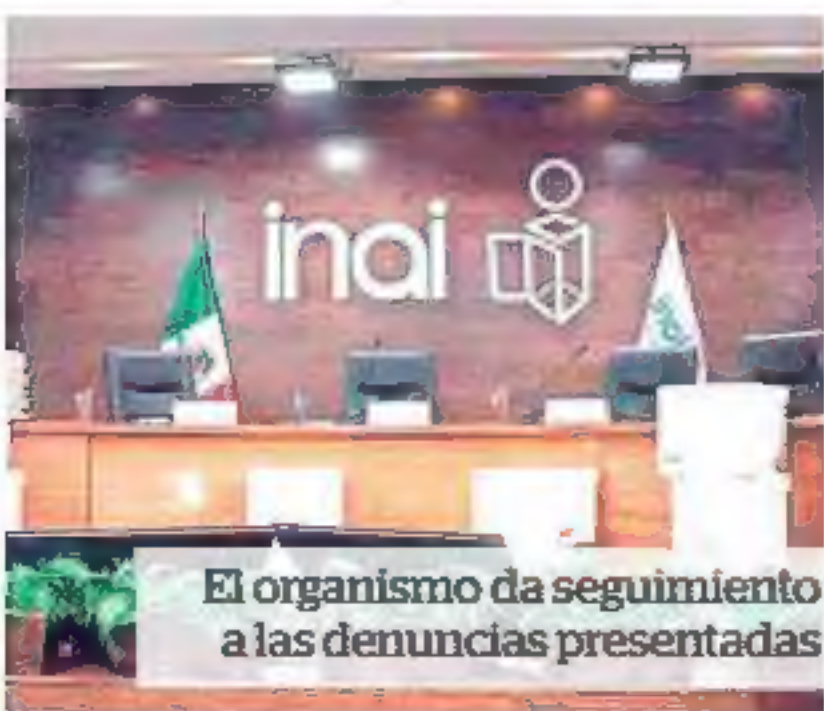 inai
El organismo da seguimiento
a las denuncias presentadas